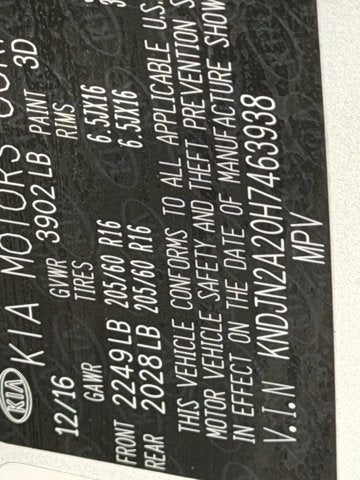 KIA KIA MOTORS
12/16 GVWR 3902 LB PAINT 3D
GAWR TIRES RIMS
FRONT 2249LB 205/60 R16 6.5JX16
REAR 2028LB 205/60 R16 6.5JX16
THIS VEHICLE CONFORMS TO ALL APPLICABLE U.S.
MOTOR VEHICLE SAFETY AND THEFT PREVENTION
IN EFFECT ON THE DATE OF MANUFACTURE SHOW
V.I.N KNDJN2A20H7463938
MPV